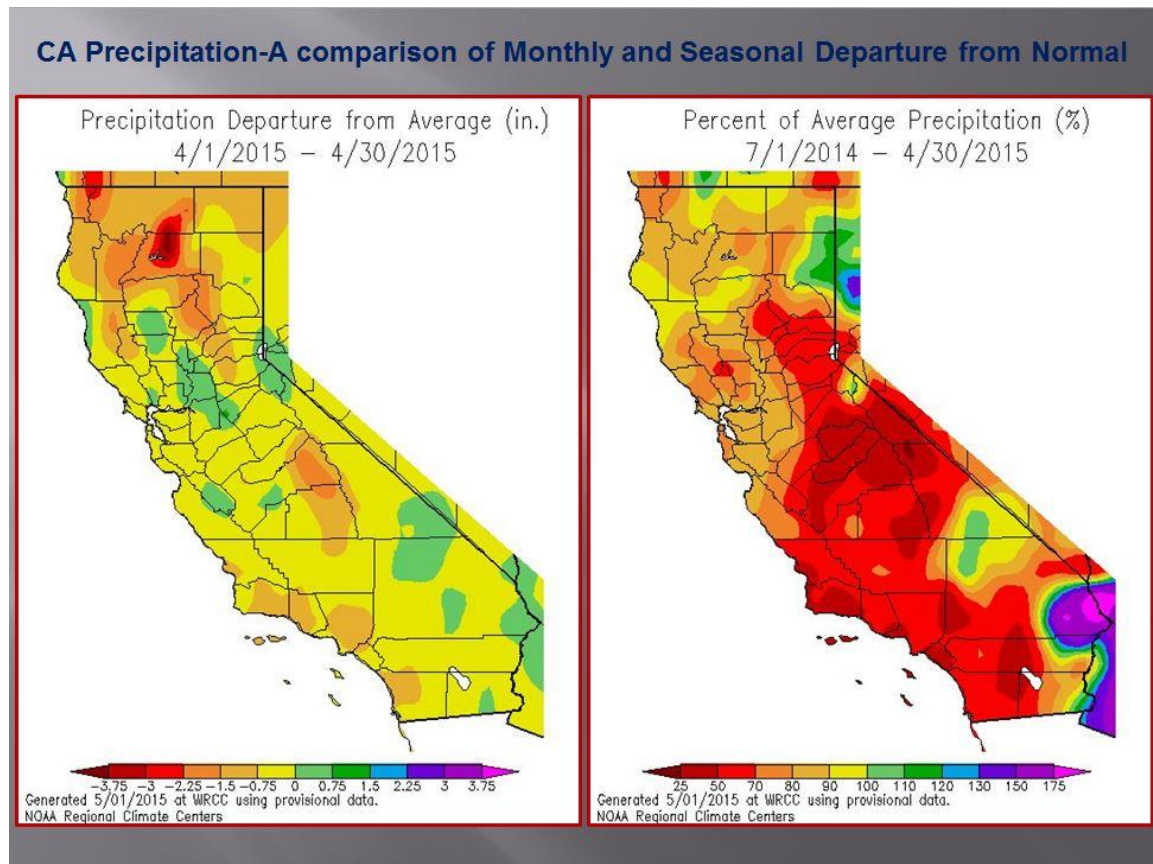 CA Precipitation-A comparison of Monthly and Seasonal Departure from Normal
Precipitation Departure from Average (in.)
4/1/2015 – 4/30/2015
-3.75 -3 -2.25 -1.5 -0.75 0 0.75 1.5 2.25 3 3.75
Generated 5/01/2015 at WRCC using provisional data.
NOAA Regional Climate Centers
Percent of Average Precipitation (%)
7/1/2014 – 4/30/2015
25 50 70 80 90 100 110 120 130 150 175
Generated 5/01/2015 at WRCC using provisional data.
NOAA Regional Climate Centers